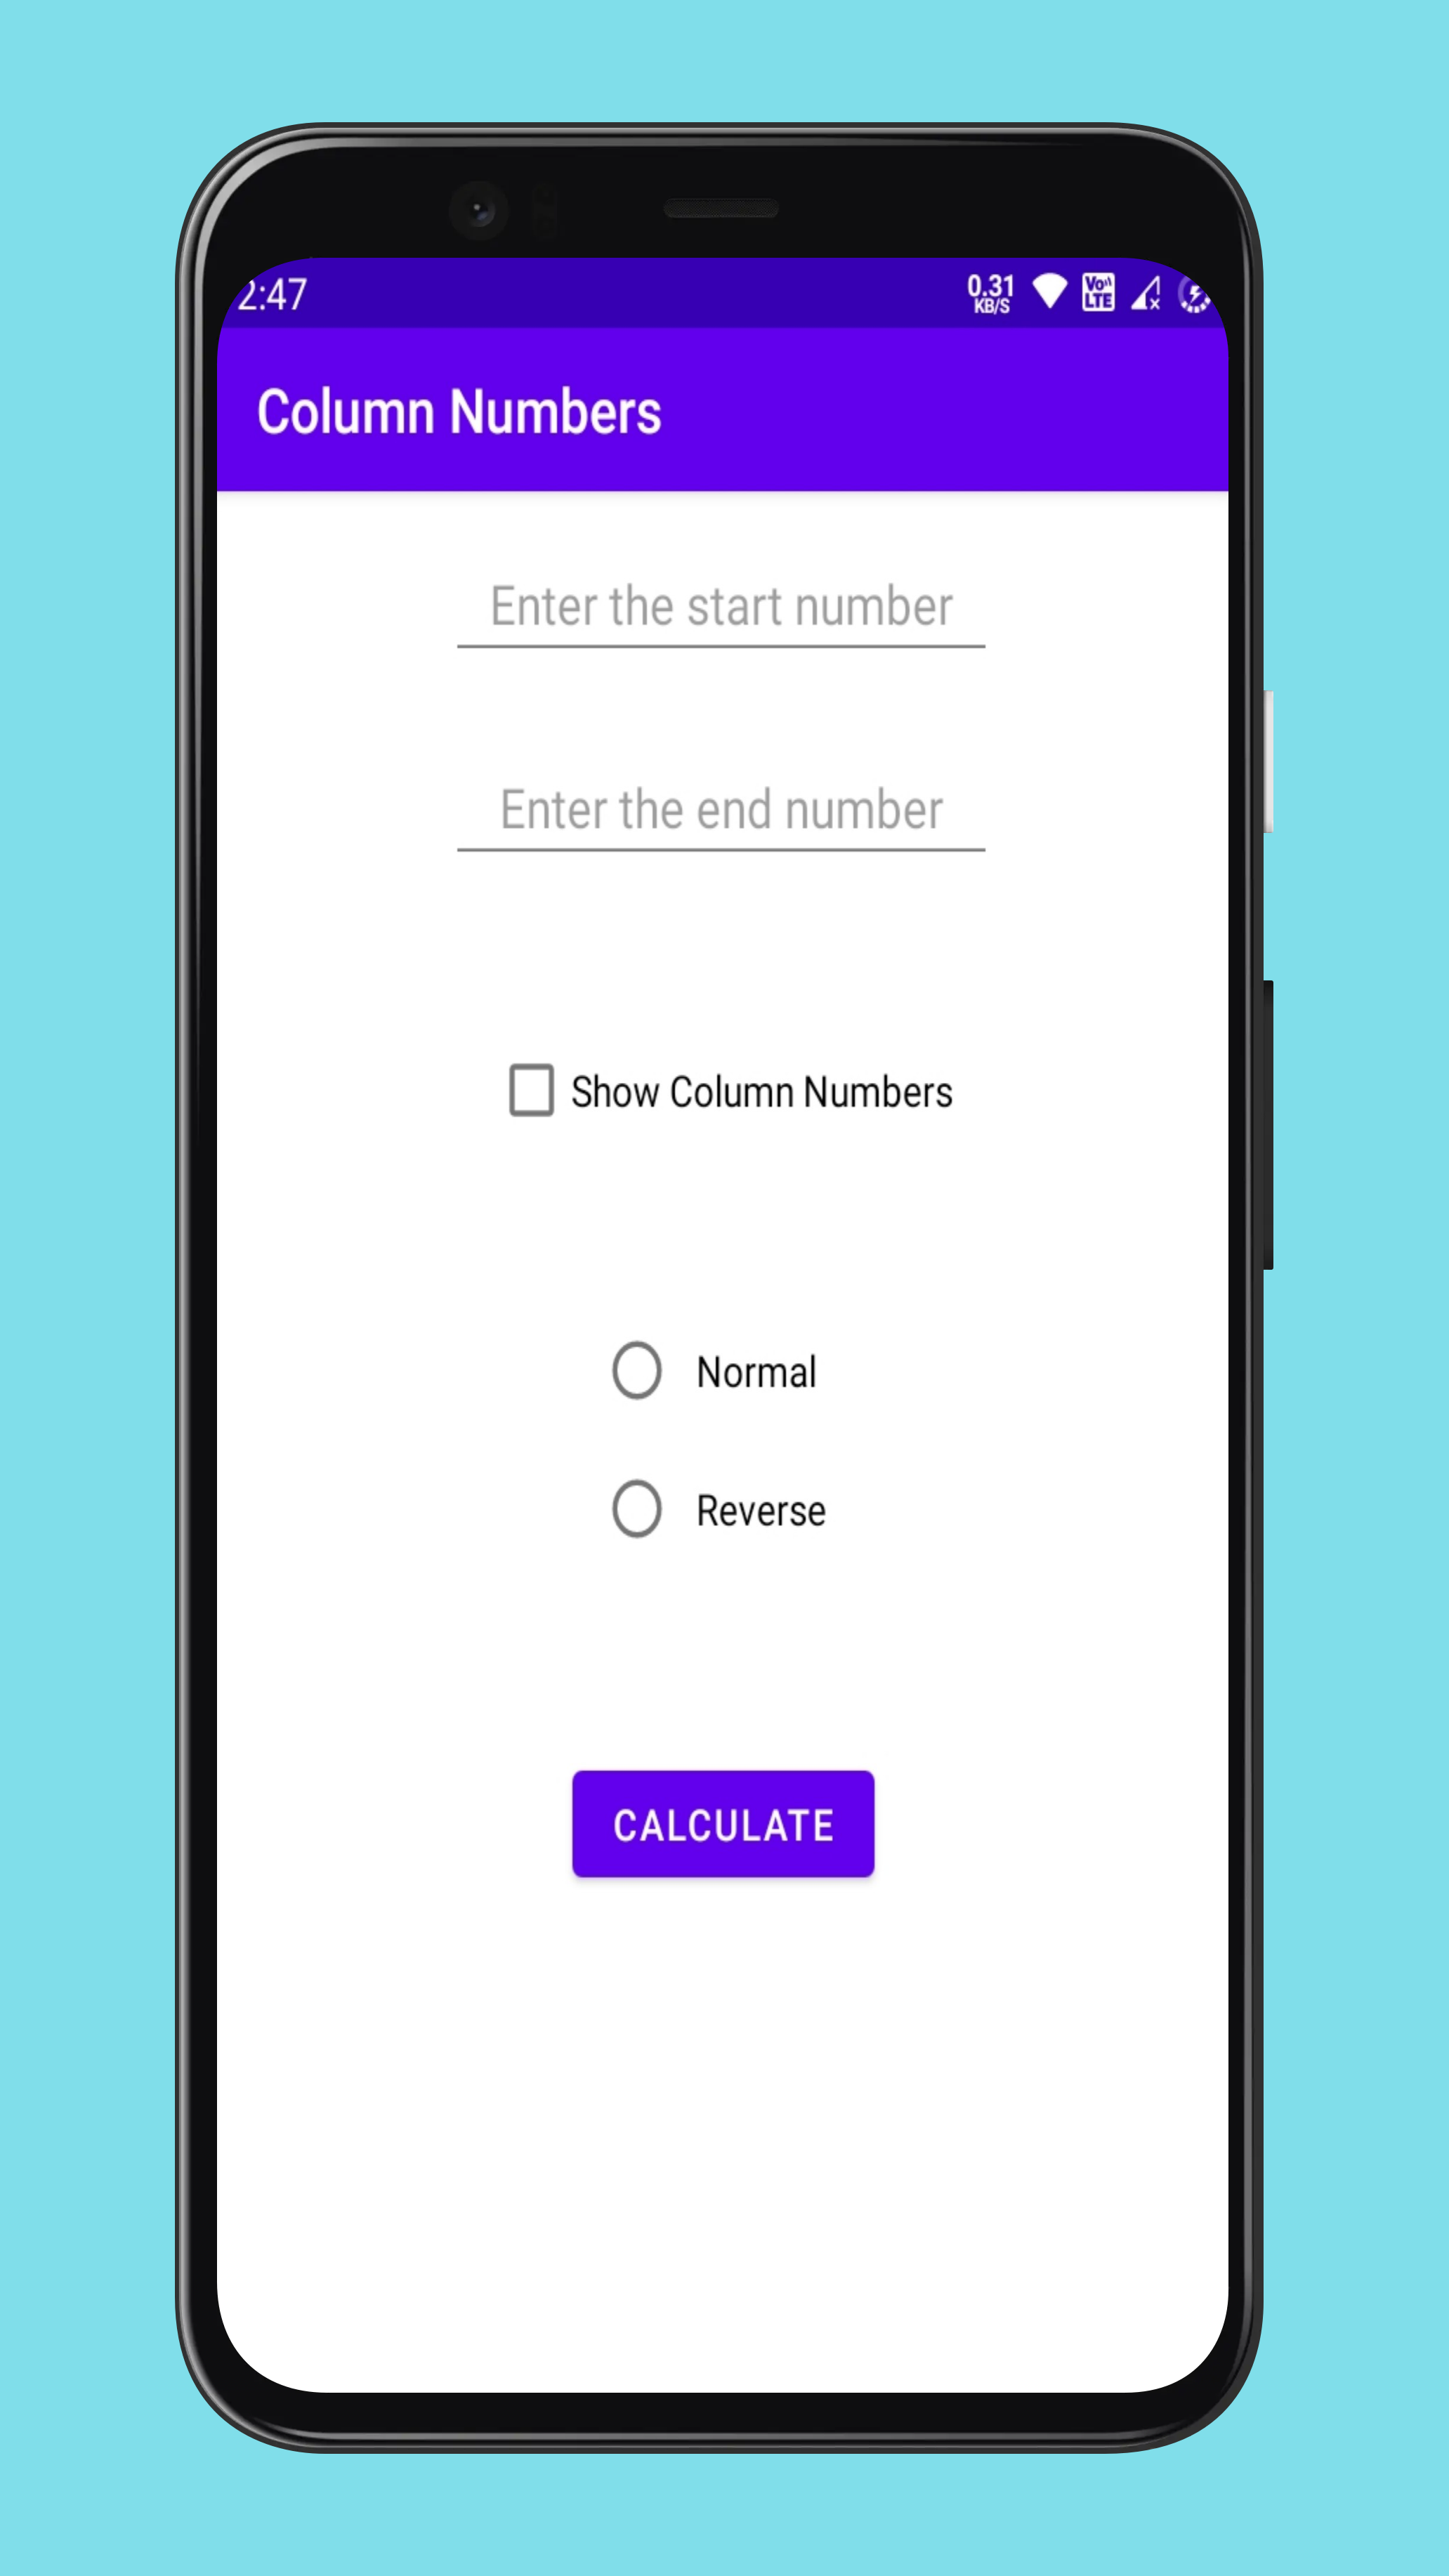 2:47
0.31
KB/S
Vo
LTE
Column Numbers
Enter the start number
Enter the end number
Show Column Numbers
Normal
Reverse
CALCULATE